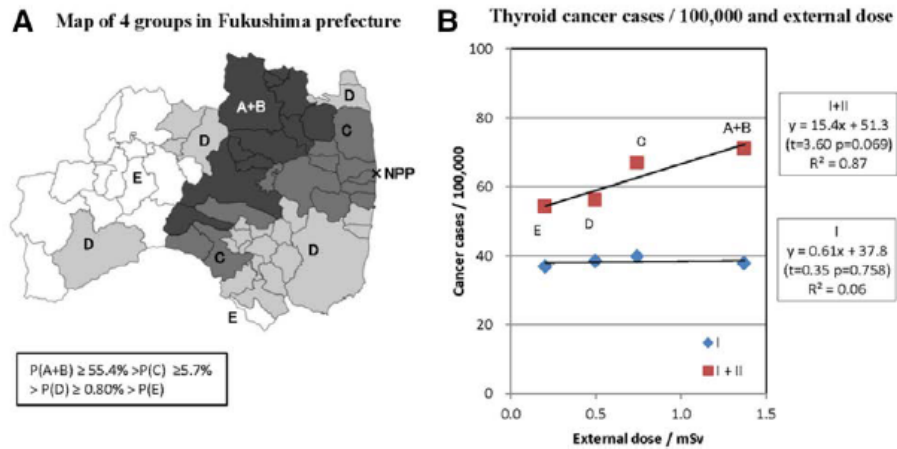 A Map of 4 groups in Fukushima prefecture
D
A+B
C
D
NPP
E
D
C
D
E
P(A+B) ≥ 55.4% >P(C) ≥5.7%
> P(D) ≥ 0.80% > P(E)
B Thyroid cancer cases / 100,000 and external dose
Cancer cases / 100,000
100
80
60
40
20
0
E
D
C
A+B
I
I + II
0.0
0.5
1.0
1.5
External dose / mSv
I+II
y = 15.4x + 51.3
(t=3.60 p=0.069)
R² = 0.87
I
y = 0.61x + 37.8
(t=0.35 p=0.758)
R² = 0.06